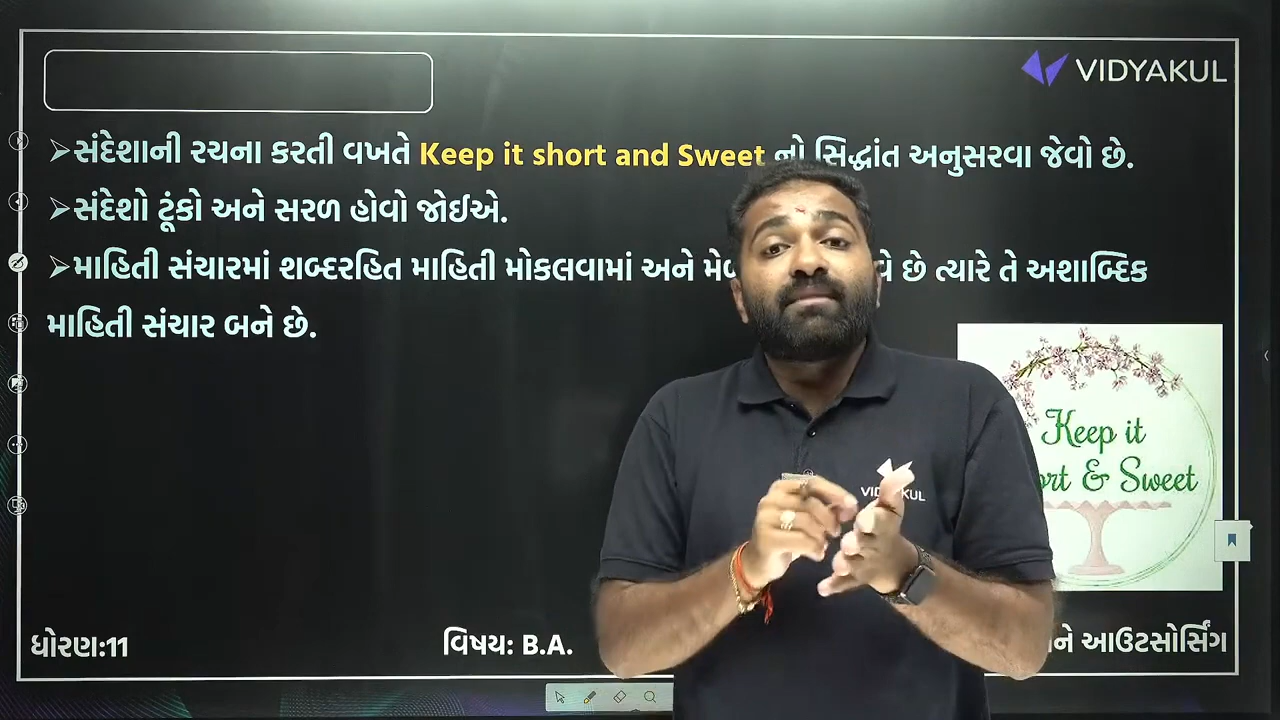 VIDYAKUL
➢સંદેશાની રચના કરતી વખતે Keep it short and Sweet નો સિદ્ધાંત અનુસરવા જેવો છે.
➢સંદેશો ટૂંકો અને સરળ હોવો જોઈએ.
➢માહિતી સંચારમાં શબ્દરહિત માહિતી મોકલવામાં અને છે ત્યારે તે અશાબ્દિક
માહિતી સંચાર બને છે.
Keep it
& Sweet
VIDYAKUL
ધોરણ:11 વિષય: B.A. આઉટસોર્સિંગ